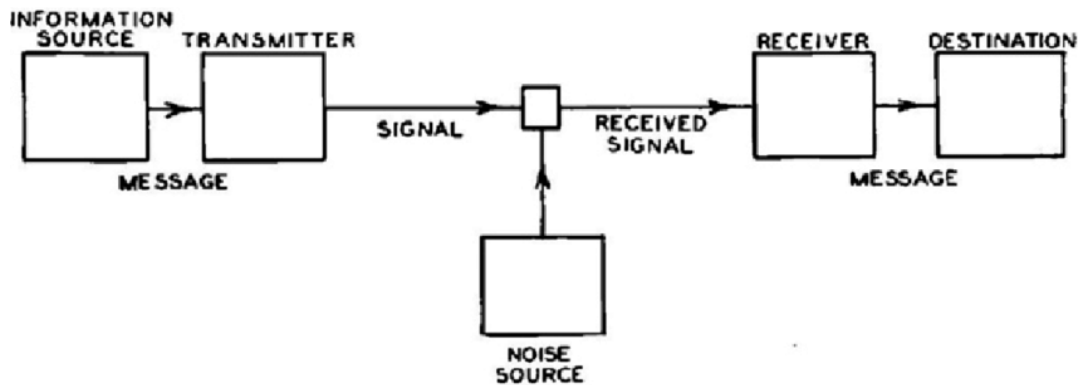 INFORMATION
SOURCE
TRANSMITTER
RECEIVER
DESTINATION
SIGNAL
RECEIVED
SIGNAL
MESSAGE
MESSAGE
NOISE
SOURCE